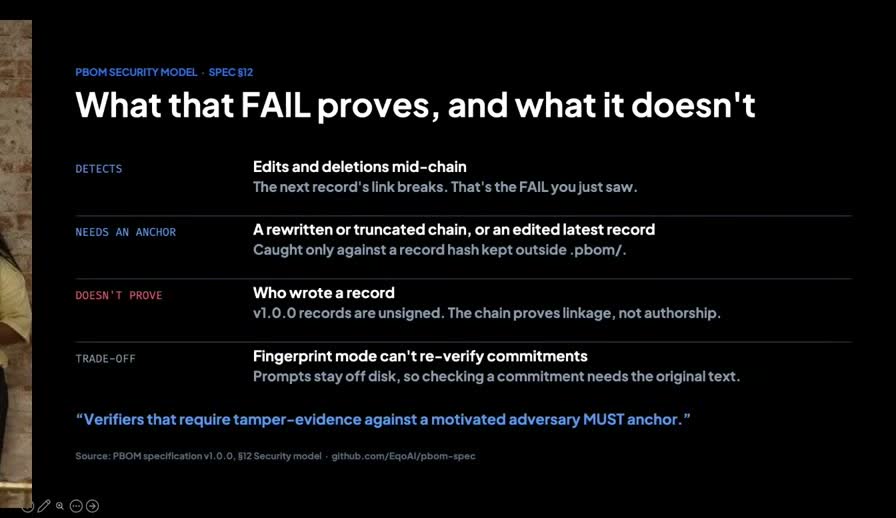 PBOM SECURITY MODEL · SPEC §12
What that FAIL proves, and what it doesn't
DETECTS
Edits and deletions mid-chain
The next record's link breaks. That's the FAIL you just saw.
NEEDS AN ANCHOR
A rewritten or truncated chain, or an edited latest record
Caught only against a record hash kept outside .pbom/.
DOESN'T PROVE
Who wrote a record
v1.0.0 records are unsigned. The chain proves linkage, not authorship.
TRADE-OFF
Fingerprint mode can't re-verify commitments
Prompts stay off disk, so checking a commitment needs the original text.
“Verifiers that require tamper-evidence against a motivated adversary MUST anchor.”
Source: PBOM specification v1.0.0, §12 Security model · github.com/EqoAI/pbom-spec